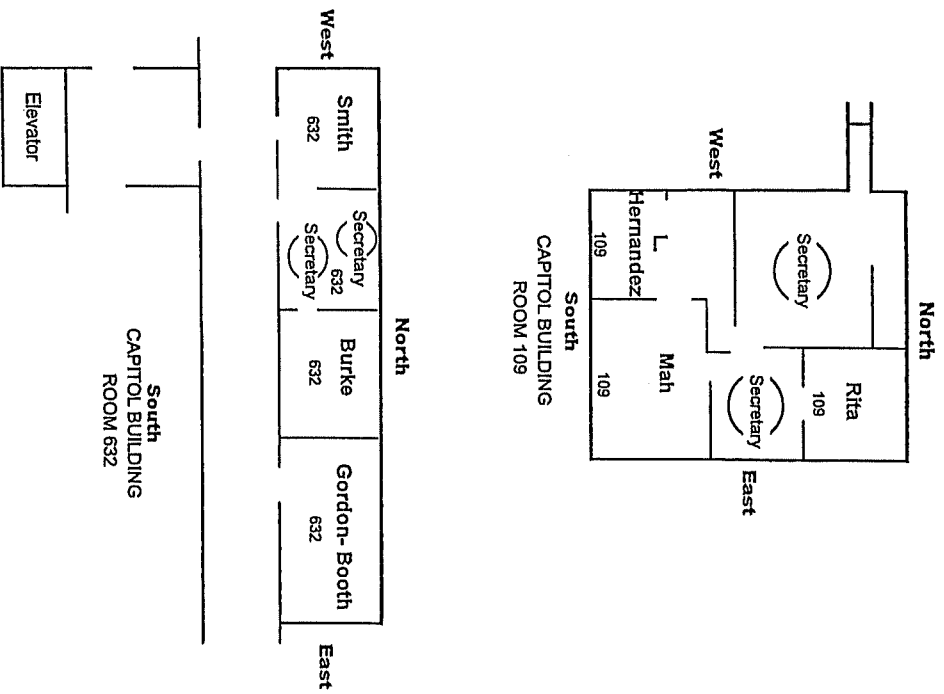 North
Rita
109
Secretary
Secretary
East
West
Mah
Hernandez
109
109
South
CAPITOL BUILDING
ROOM 109
North
West
Smith
632
Secretary
632
Secretary
Burke
632
Gordon- Booth
632
East
South
CAPITOL BUILDING
ROOM 632
Elevator